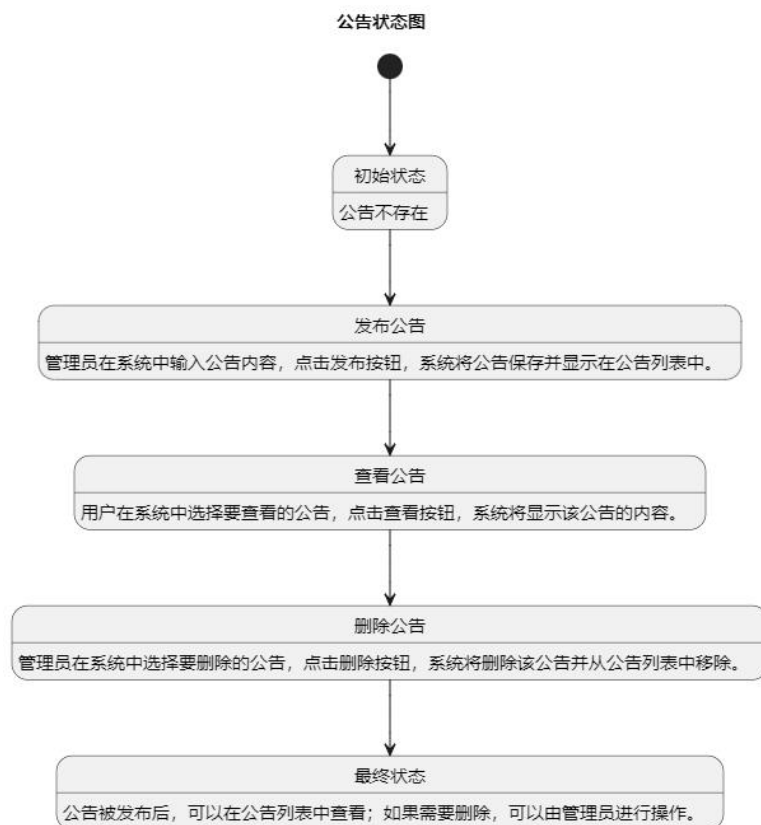 公告状态图
初始状态
公告不存在
发布公告
管理员在系统中输入公告内容，点击发布按钮，系统将公告保存并显示在公告列表中。
查看公告
用户在系统中选择要查看的公告，点击查看按钮，系统将显示该公告的内容。
删除公告
管理员在系统中选择要删除的公告，点击删除按钮，系统将删除该公告并从公告列表中移除。
最终状态
公告被发布后，可以在公告列表中查看；如果需要删除，可以由管理员进行操作。